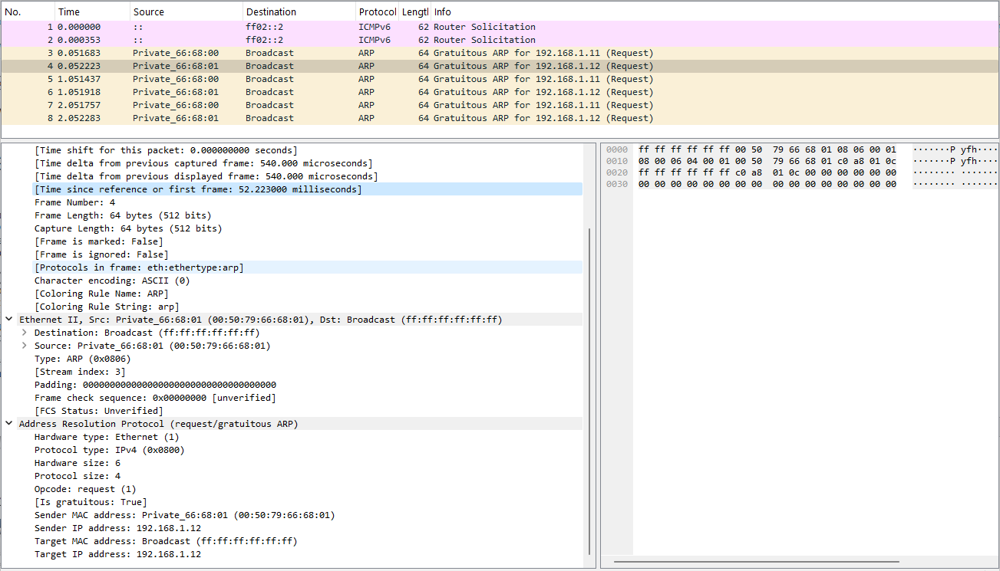 No. Time Source Destination Protocol Lengtl Info
1 0.000000 :: ff02::2 ICMPv6 62 Router Solicitation
2 0.000353 :: ff02::2 ICMPv6 62 Router Solicitation
3 0.051683 Private_66:68:00 Broadcast ARP 64 Gratuitous ARP for 192.168.1.11 (Request)
4 0.052223 Private_66:68:01 Broadcast ARP 64 Gratuitous ARP for 192.168.1.12 (Request)
5 1.051437 Private_66:68:00 Broadcast ARP 64 Gratuitous ARP for 192.168.1.11 (Request)
6 1.051918 Private_66:68:01 Broadcast ARP 64 Gratuitous ARP for 192.168.1.12 (Request)
7 2.051757 Private_66:68:00 Broadcast ARP 64 Gratuitous ARP for 192.168.1.11 (Request)
8 2.052283 Private_66:68:01 Broadcast ARP 64 Gratuitous ARP for 192.168.1.12 (Request)
[Time shift for this packet: 0.000000000 seconds]
[Time delta from previous captured frame: 540.000 microseconds]
[Time delta from previous displayed frame: 540.000 microseconds]
[Time since reference or first frame: 52.223000 milliseconds]
Frame Number: 4
Frame Length: 64 bytes (512 bits)
Capture Length: 64 bytes (512 bits)
[Frame is marked: False]
[Frame is ignored: False]
[Protocols in frame: eth:ethertype:arp]
Character encoding: ASCII (0)
[Coloring Rule Name: ARP]
[Coloring Rule String: arp]
Ethernet II, Src: Private_66:68:01 (00:50:79:66:68:01), Dst: Broadcast (ff:ff:ff:ff:ff:ff)
Destination: Broadcast (ff:ff:ff:ff:ff:ff)
Source: Private_66:68:01 (00:50:79:66:68:01)
Type: ARP (0x0806)
[Stream index: 3]
Padding: 000000000000000000000000000000000000
Frame check sequence: 0x00000000 [unverified]
[FCS Status: Unverified]
Address Resolution Protocol (request/gratuitous ARP)
Hardware type: Ethernet (1)
Protocol type: IPv4 (0x0800)
Hardware size: 6
Protocol size: 4
Opcode: request (1)
[Is gratuitous: True]
Sender MAC address: Private_66:68:01 (00:50:79:66:68:01)
Sender IP address: 192.168.1.12
Target MAC address: Broadcast (ff:ff:ff:ff:ff:ff)
Target IP address: 192.168.1.12
0000 ff ff ff ff ff ff 00 50 79 66 68 01 08 06 00 01 ·······P yfh·····
0010 08 00 06 04 00 01 00 50 79 66 68 01 c0 a8 01 0c ·······P yfh·····
0020 ff ff ff ff ff ff c0 a8 01 0c 00 00 00 00 00 00 ········ ········
0030 00 00 00 00 00 00 00 00 00 00 00 00 00 00 00 00 ········ ········